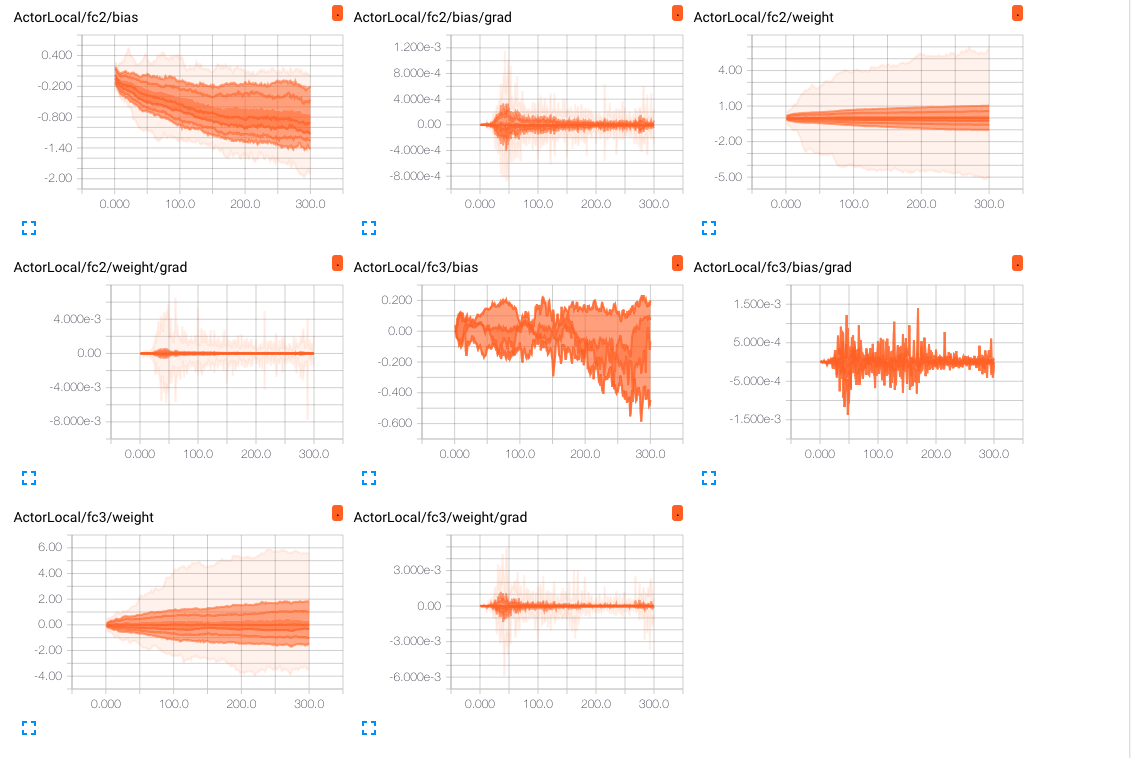 ActorLocal/fc2/bias
0.400
-0.200
-0.800
-1.40
-2.00
0.000 100.0 200.0 300.0
ActorLocal/fc2/bias/grad
1.200e-3
8.000e-4
4.000e-4
0.00
-4.000e-4
-8.000e-4
0.000 100.0 200.0 300.0
ActorLocal/fc2/weight
4.00
1.00
-2.00
-5.00
0.000 100.0 200.0 300.0
ActorLocal/fc2/weight/grad
4.000e-3
0.00
-4.000e-3
-8.000e-3
0.000 100.0 200.0 300.0
ActorLocal/fc3/bias
0.200
0.00
-0.200
-0.400
-0.600
0.000 100.0 200.0 300.0
ActorLocal/fc3/bias/grad
1.500e-3
5.000e-4
-5.000e-4
-1.500e-3
0.000 100.0 200.0 300.0
ActorLocal/fc3/weight
6.00
4.00
2.00
0.00
-2.00
-4.00
0.000 100.0 200.0 300.0
ActorLocal/fc3/weight/grad
3.000e-3
0.00
-3.000e-3
-6.000e-3
0.000 100.0 200.0 300.0